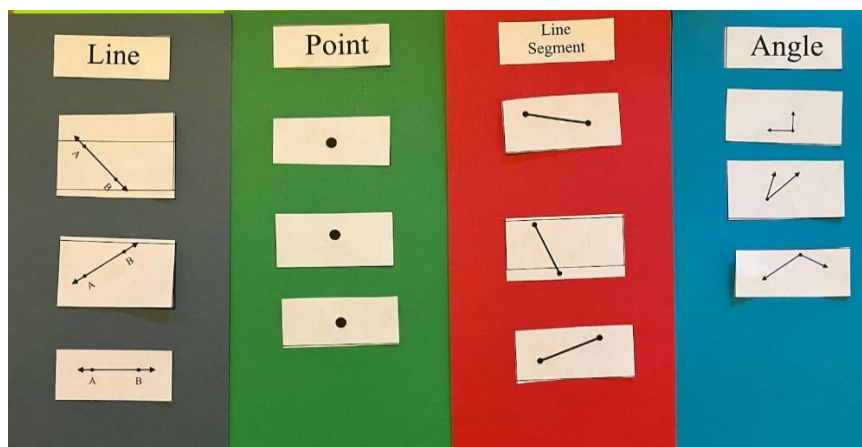 Line
Point
Line
Segment
Angle
A
B
A
B
A B